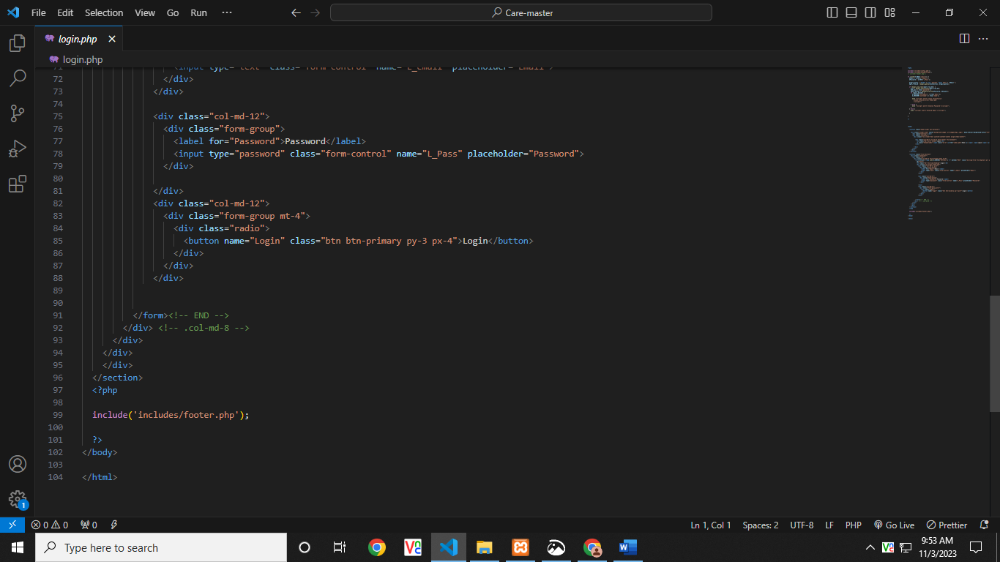 File Edit Selection View Go Run ··· Care-master
login.php
login.php
71 <input type="text" class="form-control" name="L_Email" placeholder="Email">
72 </div>
73 </div>
74
75 <div class="col-md-12">
76 <div class="form-group">
77 <label for="Password">Password</label>
78 <input type="password" class="form-control" name="L_Pass" placeholder="Password">
79 </div>
80
81 </div>
82 <div class="col-md-12">
83 <div class="form-group mt-4">
84 <div class="radio">
85 <button name="Login" class="btn btn-primary py-3 px-4">Login</button>
86 </div>
87 </div>
88 </div>
89
90
91 </form><!-- END -->
92 </div> <!-- .col-md-8 -->
93 </div>
94 </div>
95 </div>
96 </section>
97 <?php
98
99 include('includes/footer.php');
100
101 ?>
102 </body>
103
104 </html>
1
0 0 0 Ln 1, Col 1 Spaces: 2 UTF-8 LF PHP Go Live Prettier
Type here to search
9:53 AM
11/3/2023